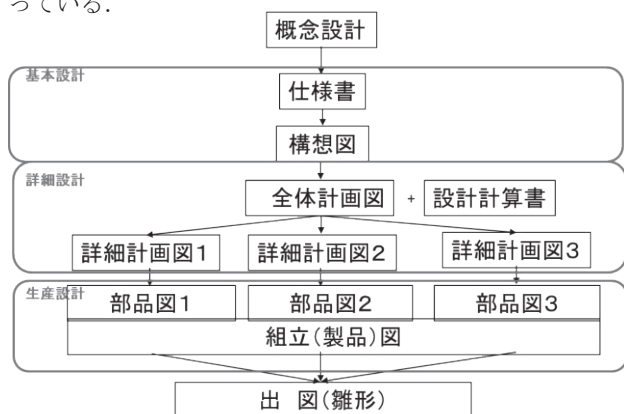 っている.
概念設計
基本設計
仕様書
構想図
詳細設計
全体計画図 + 設計計算書
詳細計画図1 詳細計画図2 詳細計画図3
生産設計
部品図1 部品図2 部品図3
組立(製品)図
出 図(雛形)